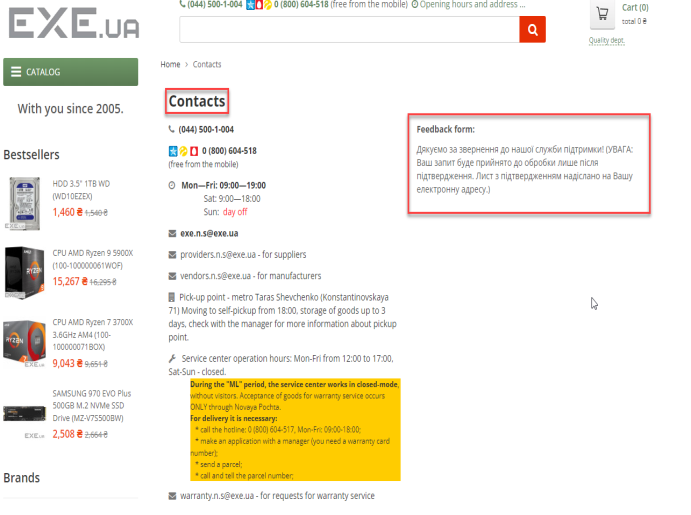 EXE.UA
(044) 500-1-004 0 (800) 604-518 (free from the mobile) Opening hours and address ...
Cart (0)
total 0 ₴
Quality dept.
CATALOG
Home > Contacts
With you since 2005.
Bestsellers
HDD 3.5" 1TB WD
(WD10EZEX)
1,460 ₴ 1,540 ₴
CPU AMD Ryzen 9 5900X
(100-100000061WOF)
15,267 ₴ 16,295 ₴
CPU AMD Ryzen 7 3700X
3.6GHz AM4 (100-
100000071BOX)
9,043 ₴ 9,651 ₴
SAMSUNG 970 EVO Plus
500GB M.2 NVMe SSD
Drive (MZ-V7S500BW)
2,508 ₴ 2,664 ₴
Brands
Contacts
(044) 500-1-004
0 (800) 604-518
(free from the mobile)
Mon—Fri: 09:00—19:00
Sat: 9:00—18:00
Sun: day off
exe.n.s@exe.ua
providers.n.s@exe.ua - for suppliers
vendors.n.s@exe.ua - for manufacturers
Pick-up point - metro Taras Shevchenko (Konstantinovskaya
71) Moving to self-pickup from 18:00, storage of goods up to 3
days, check with the manager for more information about pickup
point.
Service center operation hours: Mon-Fri from 12:00 to 17:00,
Sat-Sun - closed.
During the "ML" period, the service center works in closed-mode,
without visitors. Acceptance of goods for warranty service occurs
ONLY through Novaya Pochta.
For delivery it is necessary:
* call the hotline: 0 (800) 604-517, Mon-Fri: 09:00-18:00;
* make an application with a manager (you need a warranty card
number);
* send a parcel;
* call and tell the parcel number;
warranty.n.s@exe.ua - for requests for warranty service
Feedback form:
Дякуємо за звернення до нашої служби підтримки! (УВАГА:
Ваш запит буде прийнято до обробки лише після
підтвердження. Лист з підтвердженням надіслано на Вашу
електронну адресу.)